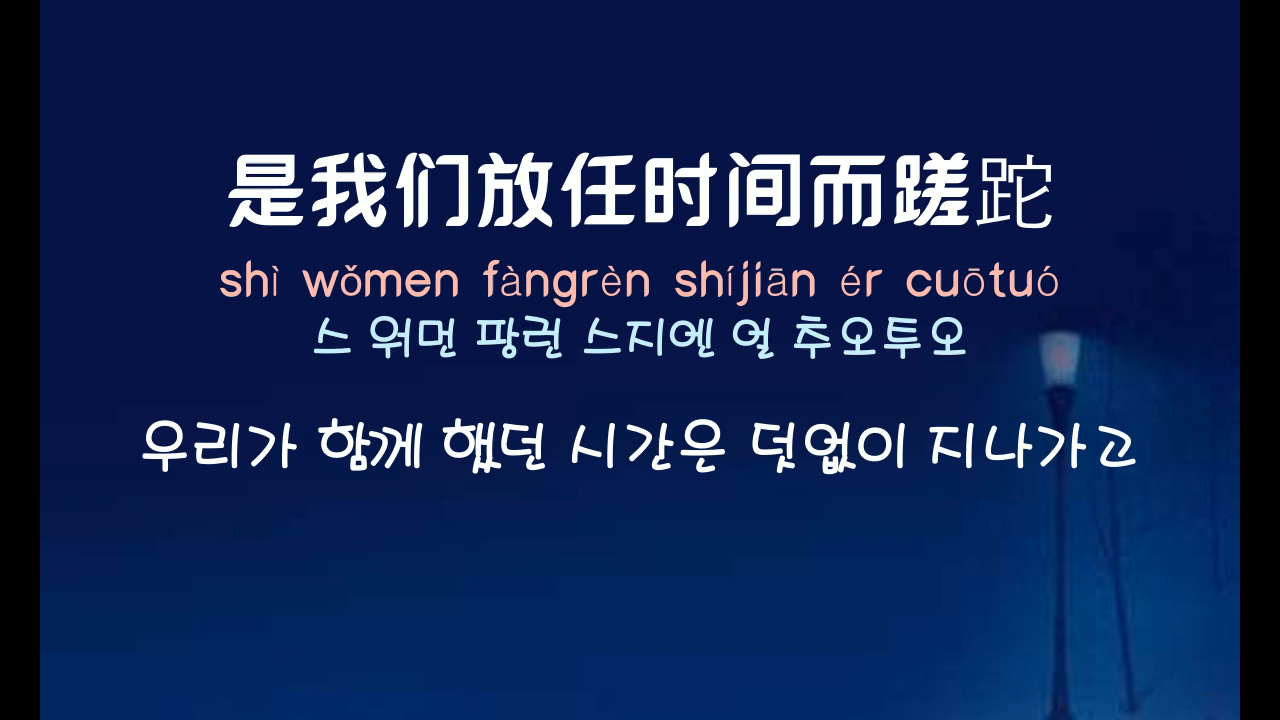 是我们放任时间而蹉跎
shì wǒmen fàngrèn shíjiān ér cuōtuó
스 워먼 팡런 스지엔 얼 추오투오
우리가 함께 했던 시간은 덧없이 지나가고